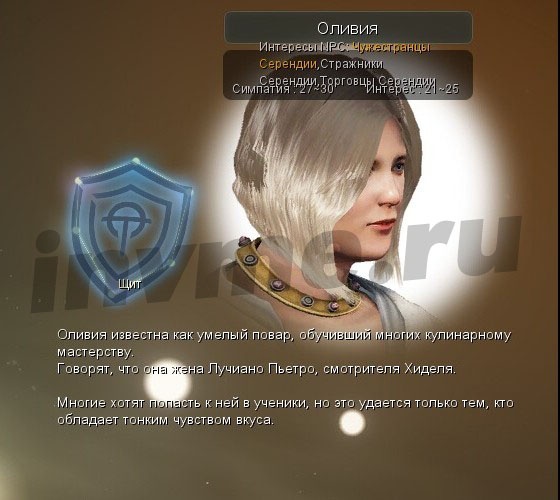 Оливия
Интересы NPC: Чужестранцы
Серендии,Стражники
Серендии,Торговцы Серендии
Симпатия : 27~30 Интерес : 21~25
invme.ru
Щит
Оливия известна как умелый повар, обучивший многих кулинарному
мастерству.
Говорят, что она жена Лучиано Пьетро, смотрителя Хиделя.
Многие хотят попасть к ней в ученики, но это удается только тем, кто
обладает тонким чувством вкуса.